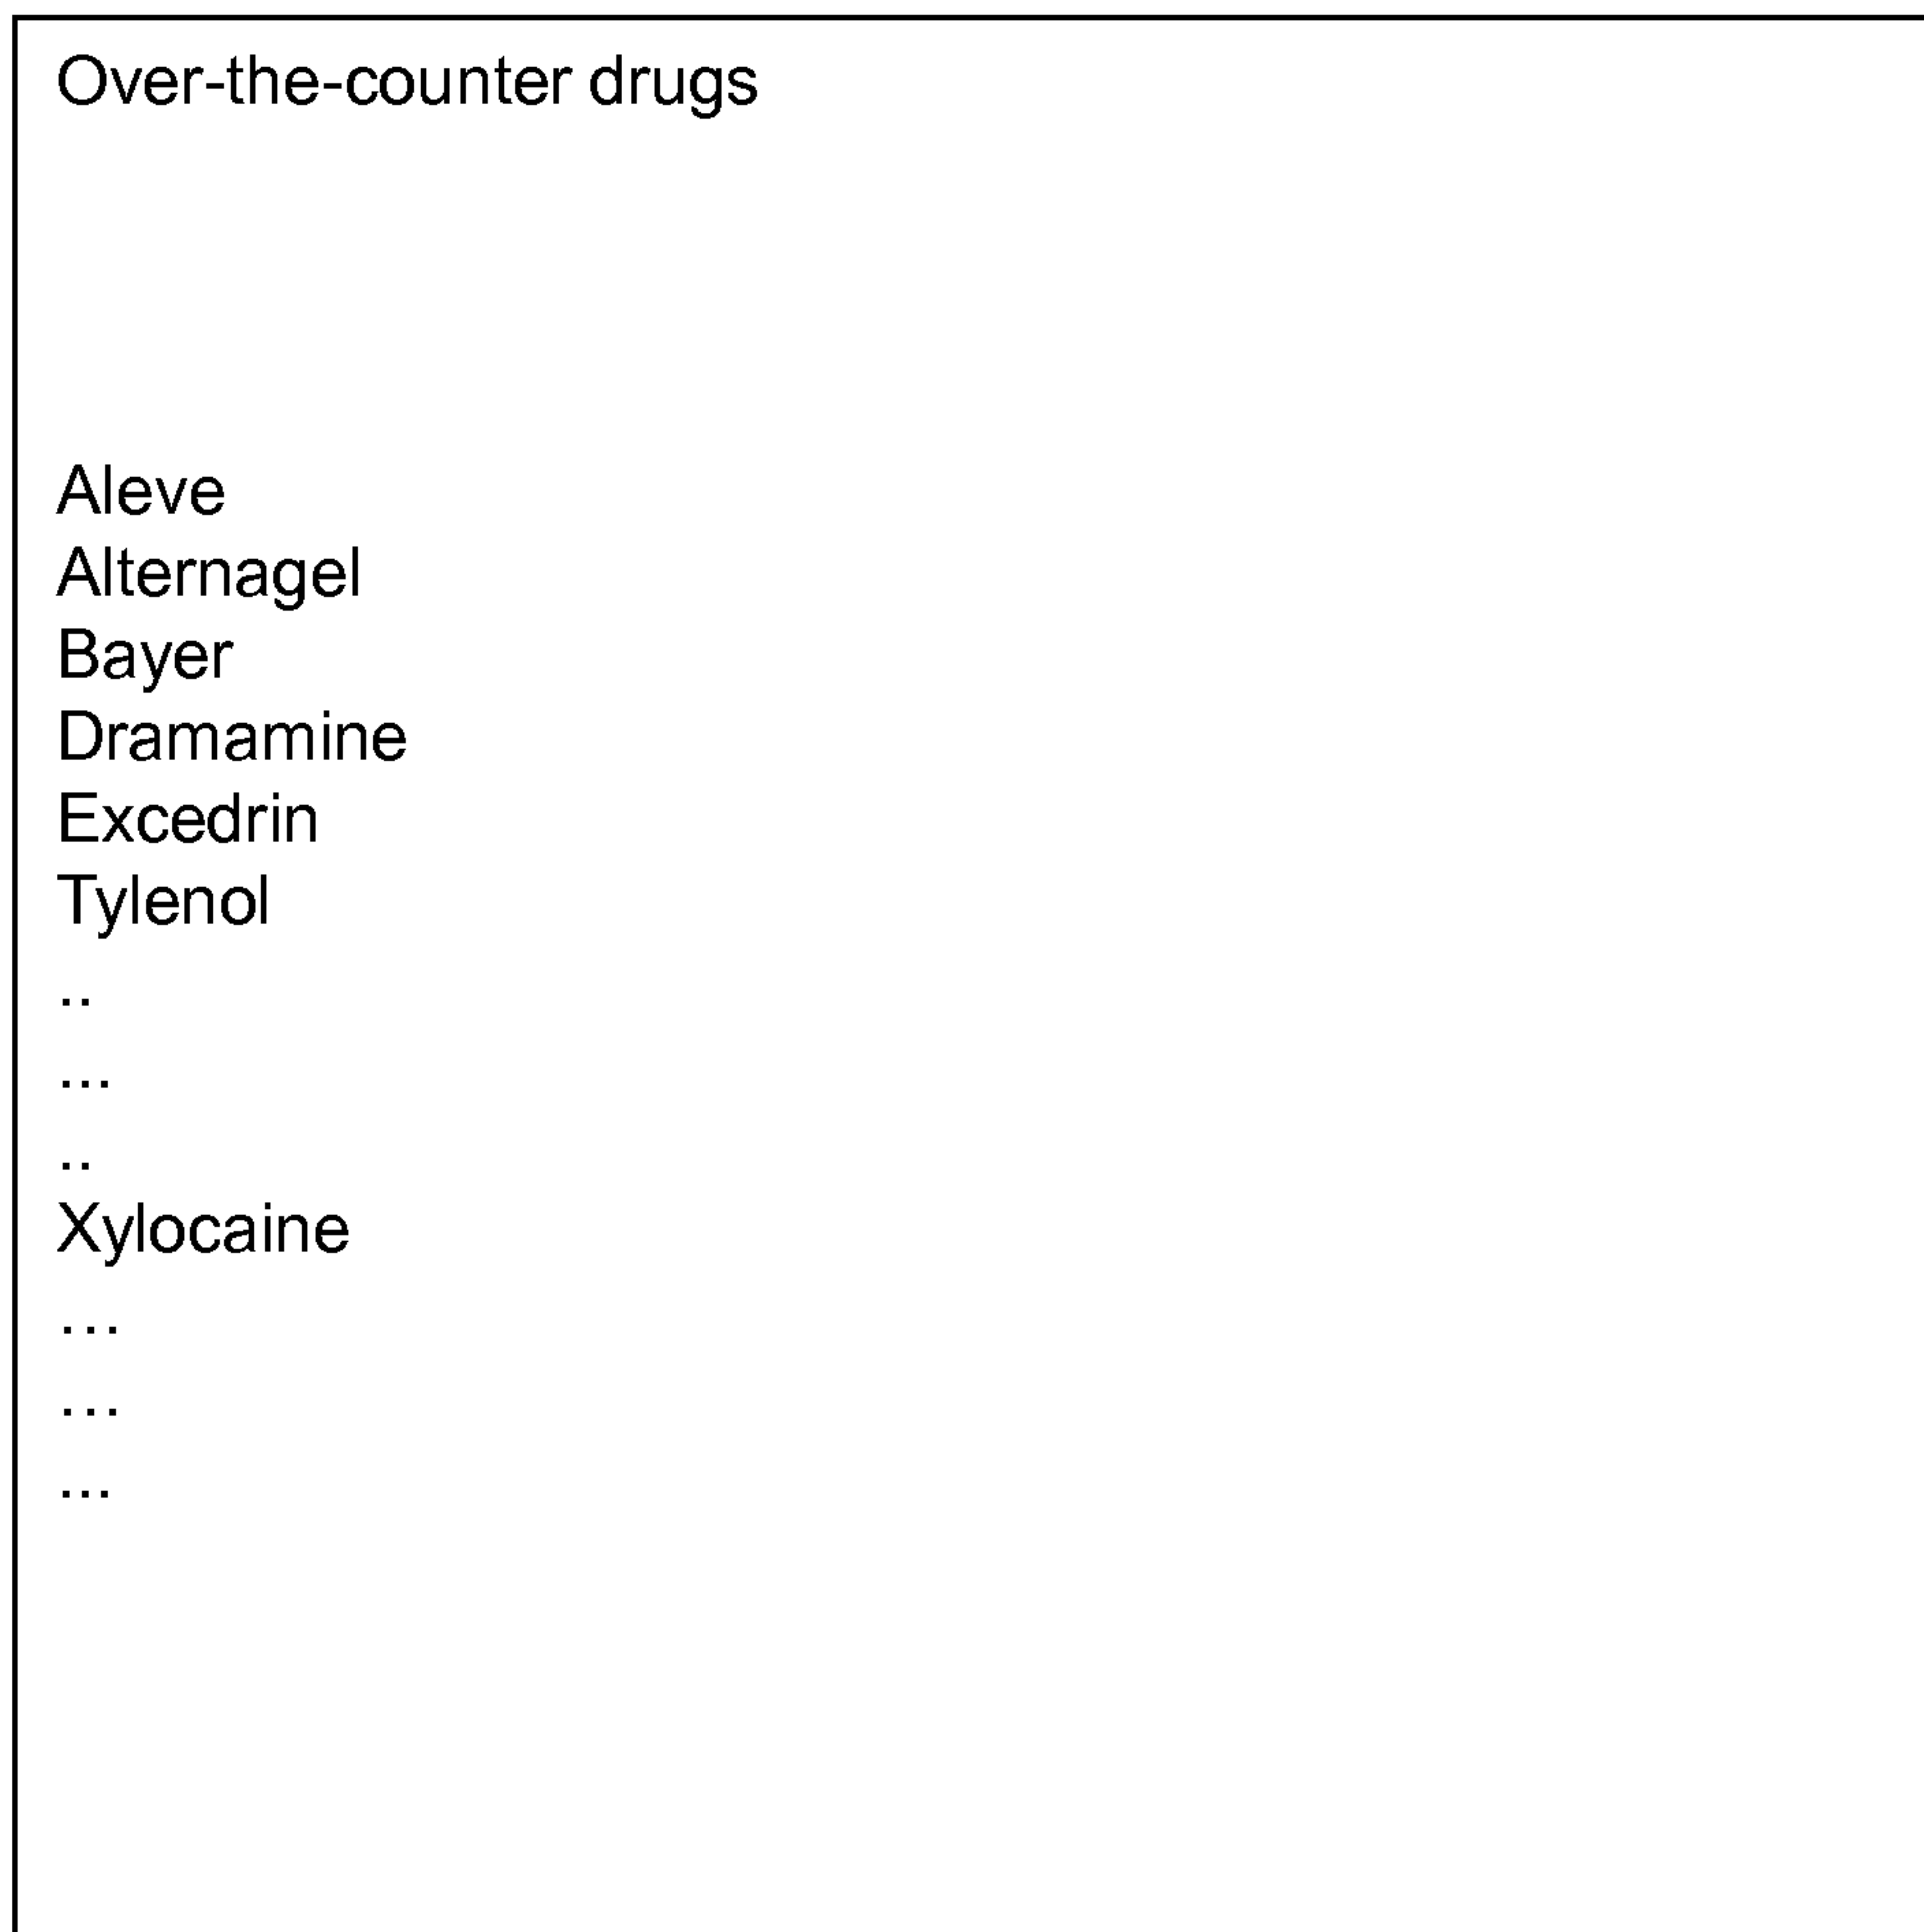 Over-the-counter drugs
Aleve
Alternagel
Bayer
Dramamine
Excedrin
Tylenol
..
...
..
Xylocaine
...
...
...